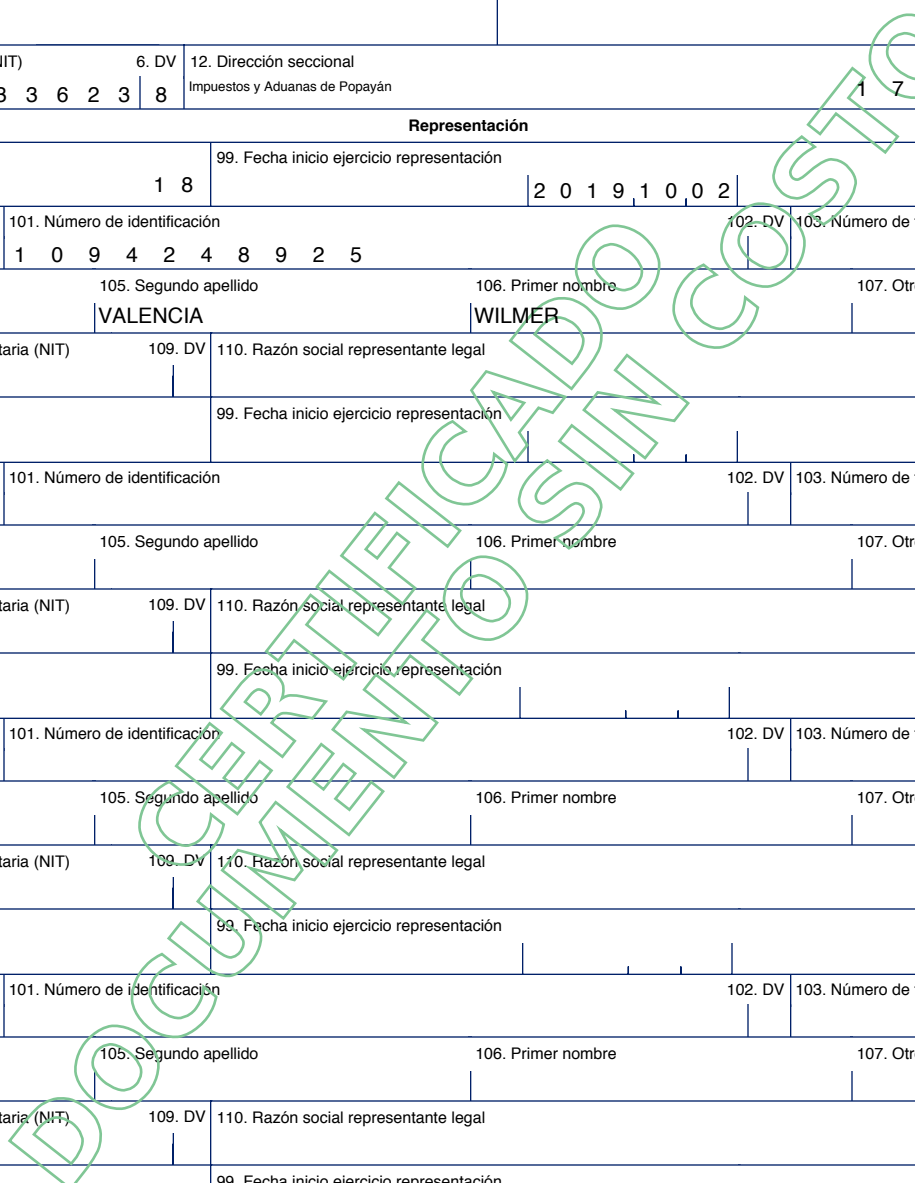 NIT) 6. DV 12. Dirección seccional
3 3 6 2 3 8 Impuestos y Aduanas de Popayán 1 7
Representación
99. Fecha inicio ejercicio representación
1 8 2 0 1 9 1 0 0 2
101. Número de identificación 102. DV 103. Número de
1 0 9 4 2 4 8 9 2 5
105. Segundo apellido 106. Primer nombre 107. Otr
VALENCIA WILMER
taria (NIT) 109. DV 110. Razón social representante legal
99. Fecha inicio ejercicio representación
101. Número de identificación 102. DV 103. Número de
105. Segundo apellido 106. Primer nombre 107. Otr
taria (NIT) 109. DV 110. Razón social representante legal
99. Fecha inicio ejercicio representación
101. Número de identificación 102. DV 103. Número de
105. Segundo apellido 106. Primer nombre 107. Otr
taria (NIT) 109. DV 110. Razón social representante legal
99. Fecha inicio ejercicio representación
101. Número de identificación 102. DV 103. Número de
105. Segundo apellido 106. Primer nombre 107. Otr
taria (NIT) 109. DV 110. Razón social representante legal
99. Fecha inicio ejercicio representación
CERTIFICADO
DOCUMENTO SIN COSTO